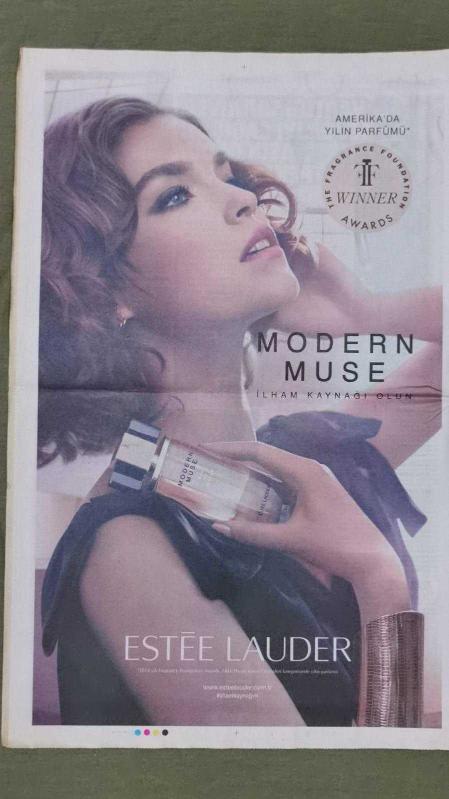 AMERİKA'DA
YILIN PARFÜMÜ*
THE FRAGRANCE FOUNDATION
WINNER
AWARDS
MODERN
MUSE
İLHAM KAYNAĞI OLUN
MODERN
MUSE
ESTĒE LAUDER
www.esteelauder.com.tr